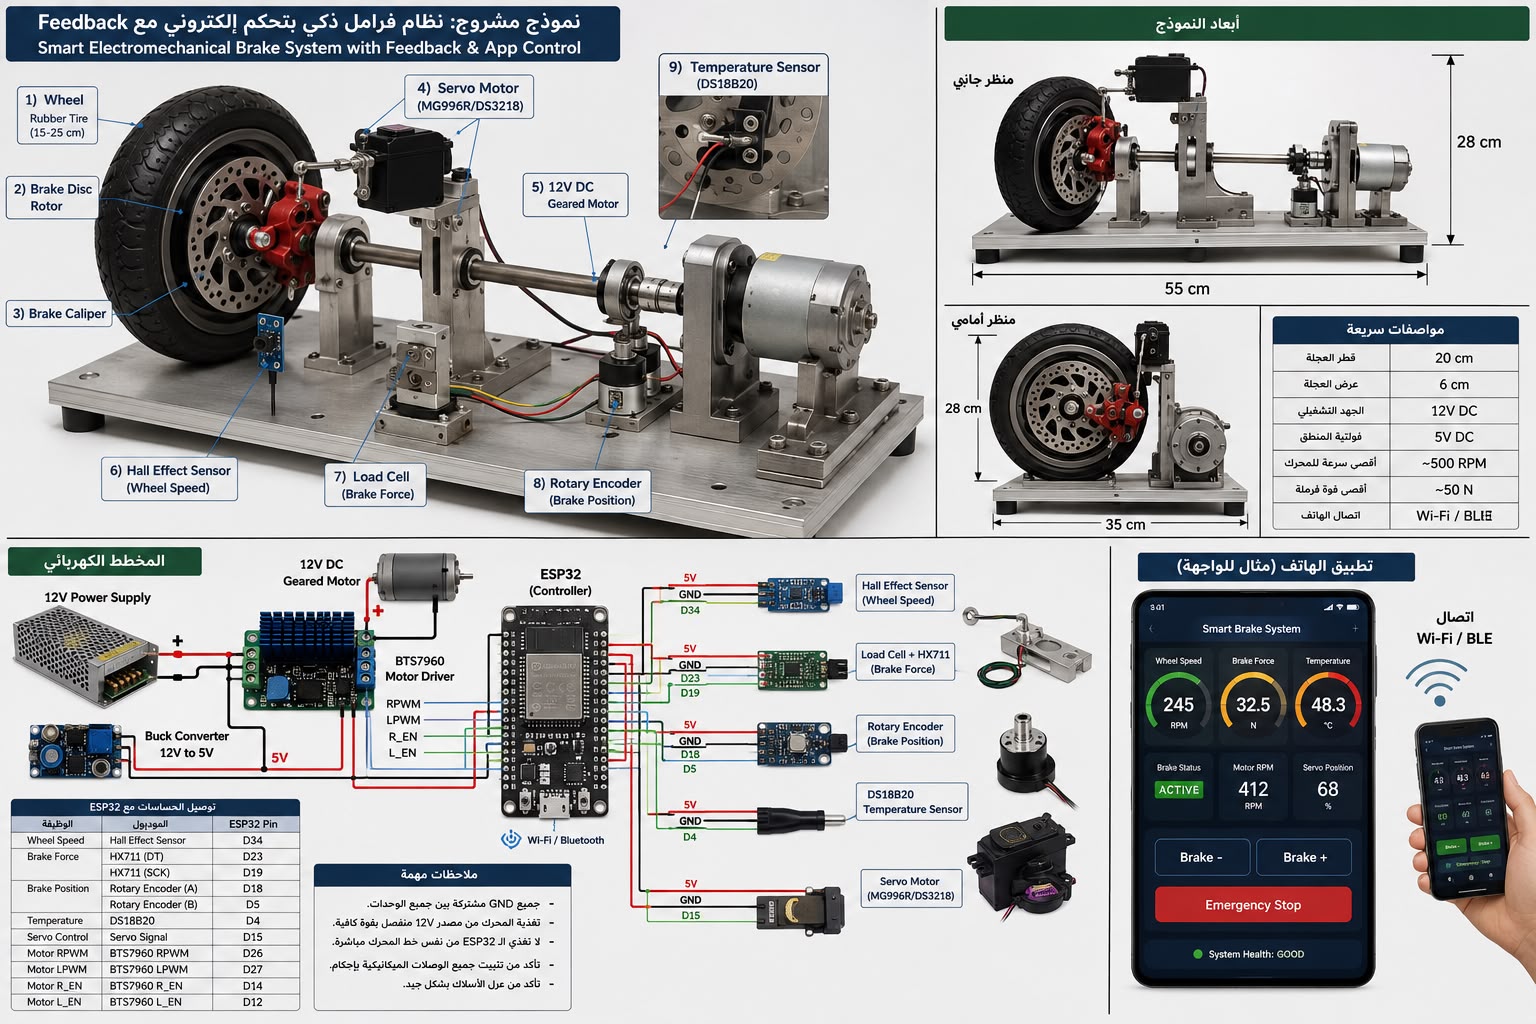 نموذج مشروح: نظام فرامل ذكي بتحكم إلكتروني مع Feedback
Smart Electromechanical Brake System with Feedback & App Control
1) Wheel
Rubber Tire
(15-25 cm)
2) Brake Disc
Rotor
3) Brake Caliper
4) Servo Motor
(MG996R/DS3218)
5) 12V DC
Geared Motor
6) Hall Effect Sensor
(Wheel Speed)
7) Load Cell
(Brake Force)
8) Rotary Encoder
(Brake Position)
9) Temperature Sensor
(DS18B20)
أبعاد النموذج
منظر جانبي
28 cm
55 cm
منظر أمامي
28 cm
35 cm
مواصفات سريعة
قطر العجلة 20 cm
عرض العجلة 6 cm
الجهد التشغيلي 12V DC
فولتية المنطق 5V DC
أقصى سرعة للمحرك ~500 RPM
أقصى قوة فرملة ~50 N
اتصال الهاتف Wi-Fi / BLE
المخطط الكهربائي
12V Power Supply
12V DC
Geared Motor
+
+
-
BTS7960
Motor Driver
Buck Converter
12V to 5V
5V
RPWM
LPWM
R_EN
L_EN
ESP32
(Controller)
Wi-Fi / Bluetooth
5V
GND
D34
Hall Effect Sensor
(Wheel Speed)
5V
GND
D23
D19
Load Cell + HX711
(Brake Force)
5V
GND
D18
D5
Rotary Encoder
(Brake Position)
5V
GND
D4
DS18B20
Temperature Sensor
5V
GND
D15
Servo Motor
(MG996R/DS3218)
توصيل الحساسات مع ESP32
الوظيفة الموديول ESP32 Pin
Wheel Speed Hall Effect Sensor D34
Brake Force HX711 (DT) D23
HX711 (SCK) D19
Brake Position Rotary Encoder (A) D18
Rotary Encoder (B) D5
Temperature DS18B20 D4
Servo Control Servo Signal D15
Motor RPWM BTS7960 RPWM D26
Motor LPWM BTS7960 LPWM D27
Motor R_EN BTS7960 R_EN D14
Motor L_EN BTS7960 L_EN D12
ملاحظات مهمة
- جميع GND مشتركة بين جميع الوحدات.
- تغذية المحرك من مصدر 12V منفصل بقوة كافية.
- لا تغذي الـ ESP32 من نفس خط المحرك مباشرة.
- تأكد من تثبيت جميع الوصلات الميكانيكية بإحكام.
- تأكد من عزل الأسلاك بشكل جيد.
تطبيق الهاتف (مثال للواجهة)
Smart Brake System
Wheel Speed
245
RPM
Brake Force
32.5
N
Temperature
48.3
°C
Brake Status
ACTIVE
Motor RPM
412
RPM
Servo Position
68
%
Brake -
Brake +
Emergency Stop
System Health: GOOD
اتصال
Wi-Fi / BLE